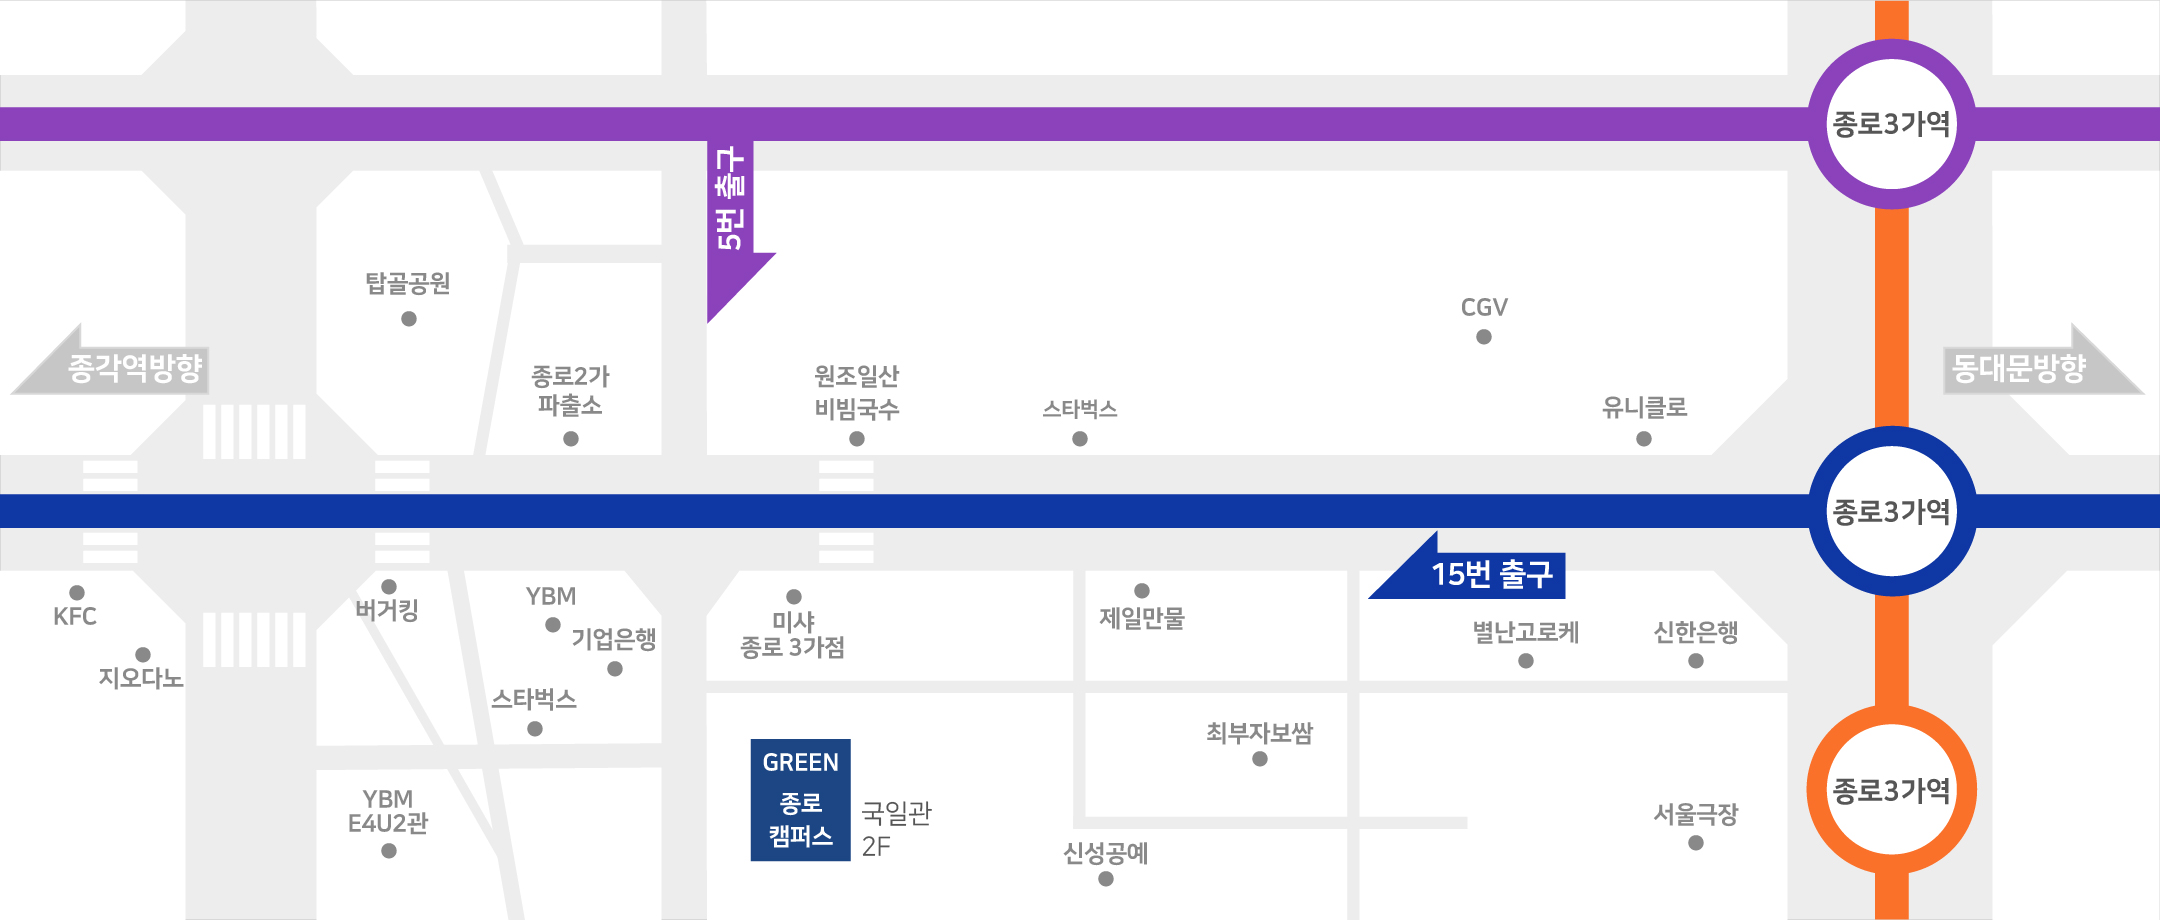 종로3가역
5번 출구
탑골공원
CGV
종각역방향
동대문방향
종로2가
파출소
원조일산
비빔국수
스타벅스
유니클로
종로3가역
15번 출구
KFC
버거킹
YBM
기업은행
미샤
종로 3가점
제일만물
별난고로케
신한은행
지오다노
스타벅스
최부자보쌈
GREEN
종로
캠퍼스
국일관
2F
YBM
E4U2관
신성공예
서울극장
종로3가역